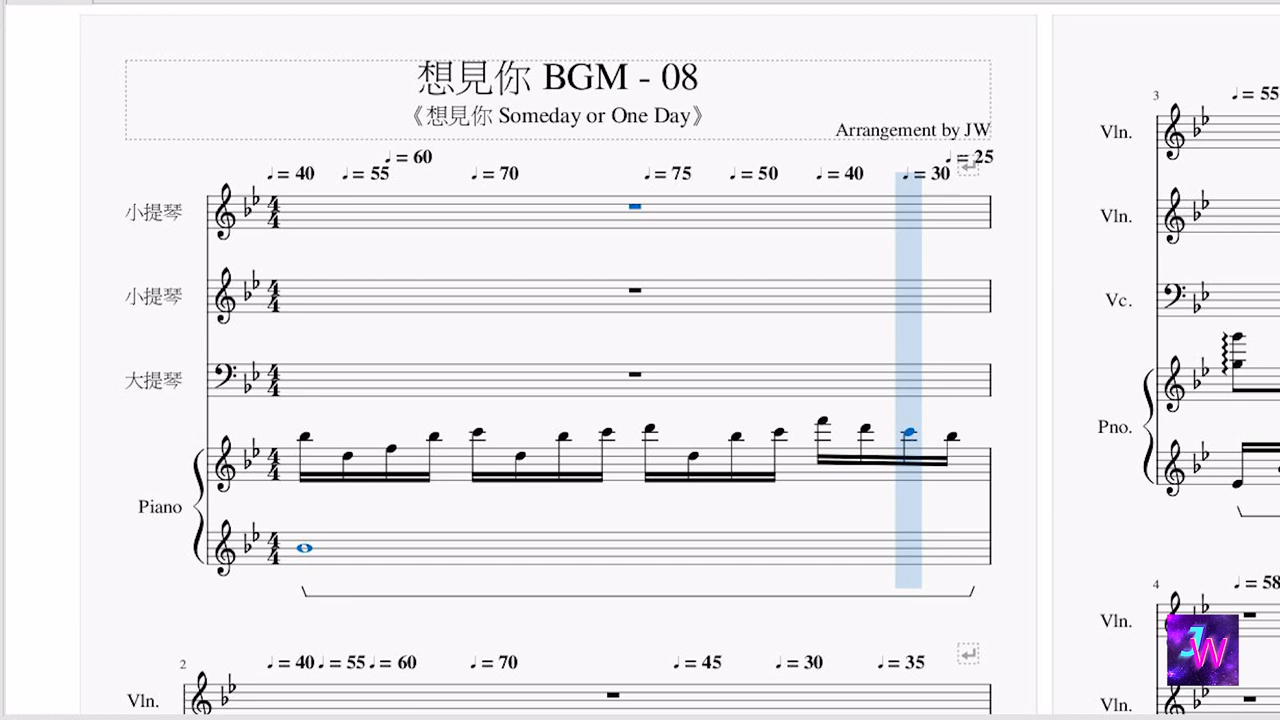 想見你 BGM - 08
《想見你 Someday or One Day》
Arrangement by JW
♩= 40 ♩= 55 ♩= 60 ♩= 70 ♩= 75 ♩= 50 ♩= 40 ♩= 30 ♩= 25
小提琴
小提琴
大提琴
Piano
2
♩= 40 ♩= 55 ♩= 60 ♩= 70 ♩= 45 ♩= 30 ♩= 35
Vln.
3
♩= 55
Vln.
Vln.
Vc.
Pno.
4
♩= 58
Vln.
Vln.
JW